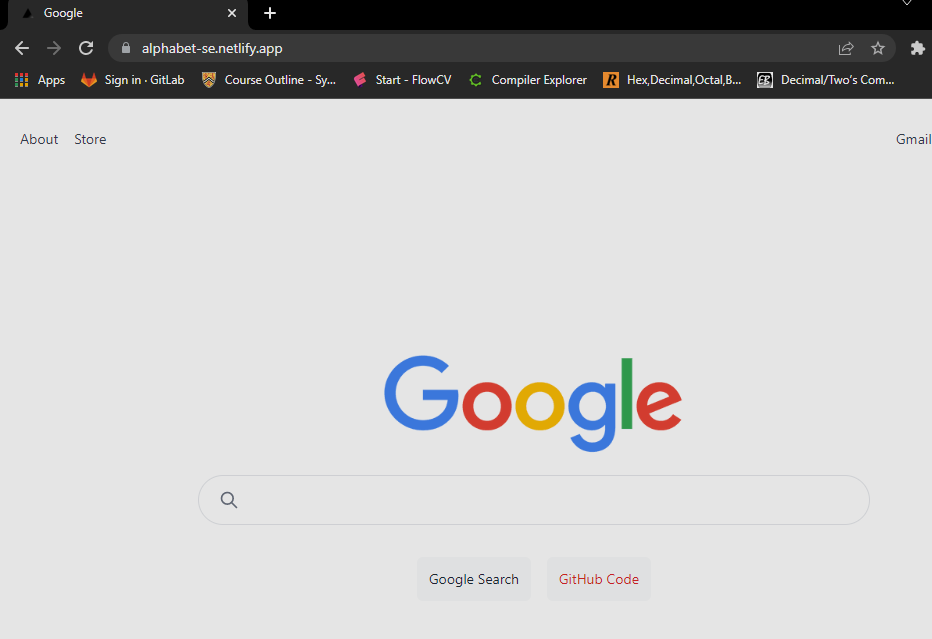 Google
alphabet-se.netlify.app
Apps Sign in · GitLab Course Outline - Sy... Start - FlowCV Compiler Explorer Hex,Decimal,Octal,B... Decimal/Two's Com...
About Store Gmail
Google
Google Search GitHub Code